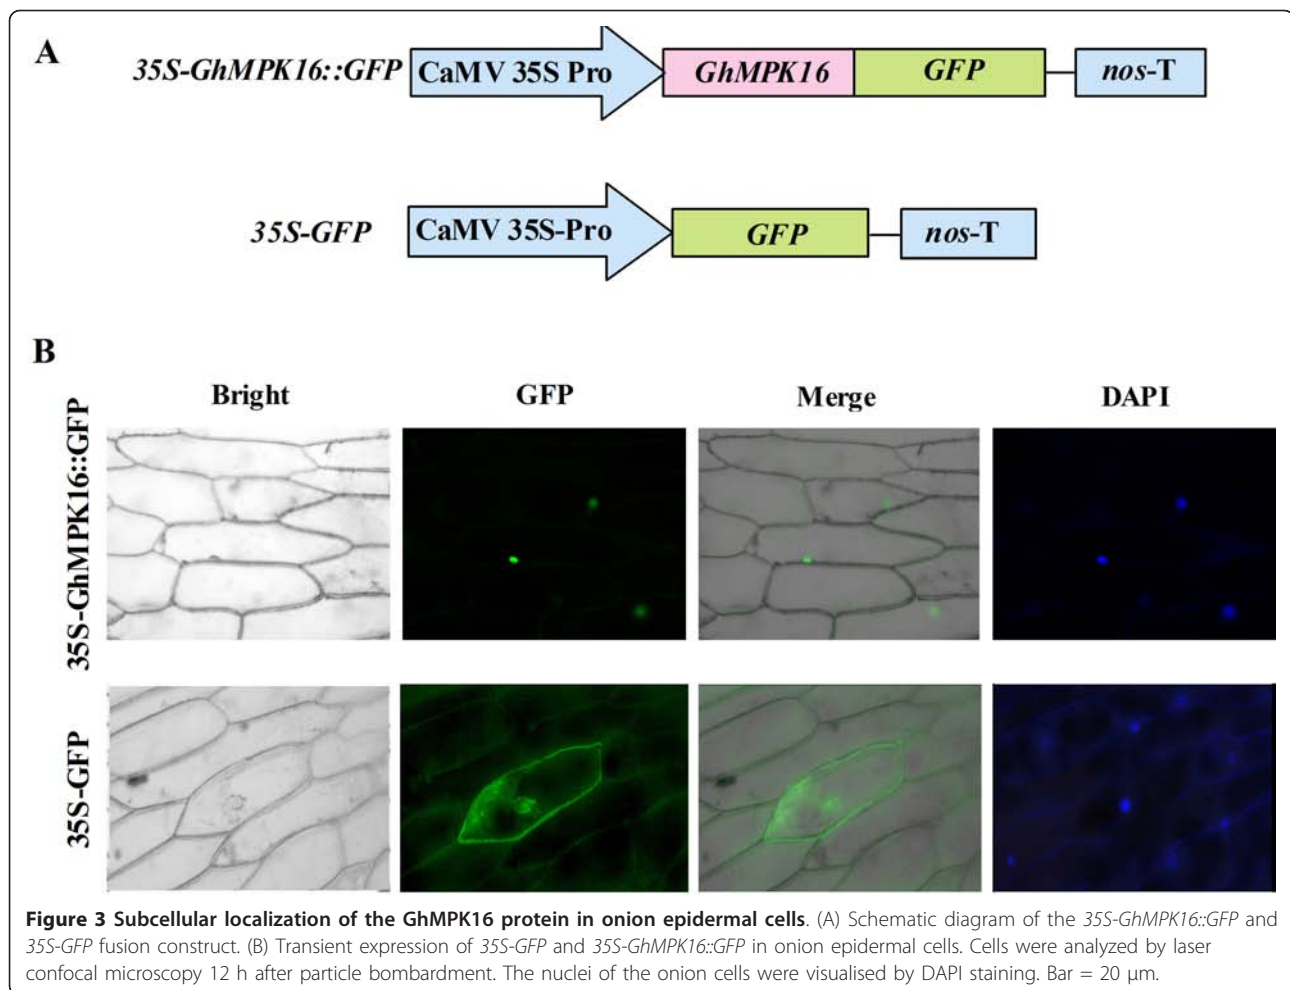 A
35S-GhMPK16::GFP
CaMV 35S Pro
GhMPK16
GFP
nos-T
35S-GFP
CaMV 35S-Pro
GFP
nos-T
B
Bright
GFP
Merge
DAPI
35S-GhMPK16::GFP
35S-GFP
Figure 3 Subcellular localization of the GhMPK16 protein in onion epidermal cells. (A) Schematic diagram of the 35S-GhMPK16::GFP and
35S-GFP fusion construct. (B) Transient expression of 35S-GFP and 35S-GhMPK16::GFP in onion epidermal cells. Cells were analyzed by laser
confocal microscopy 12 h after particle bombardment. The nuclei of the onion cells were visualised by DAPI staining. Bar = 20 μm.